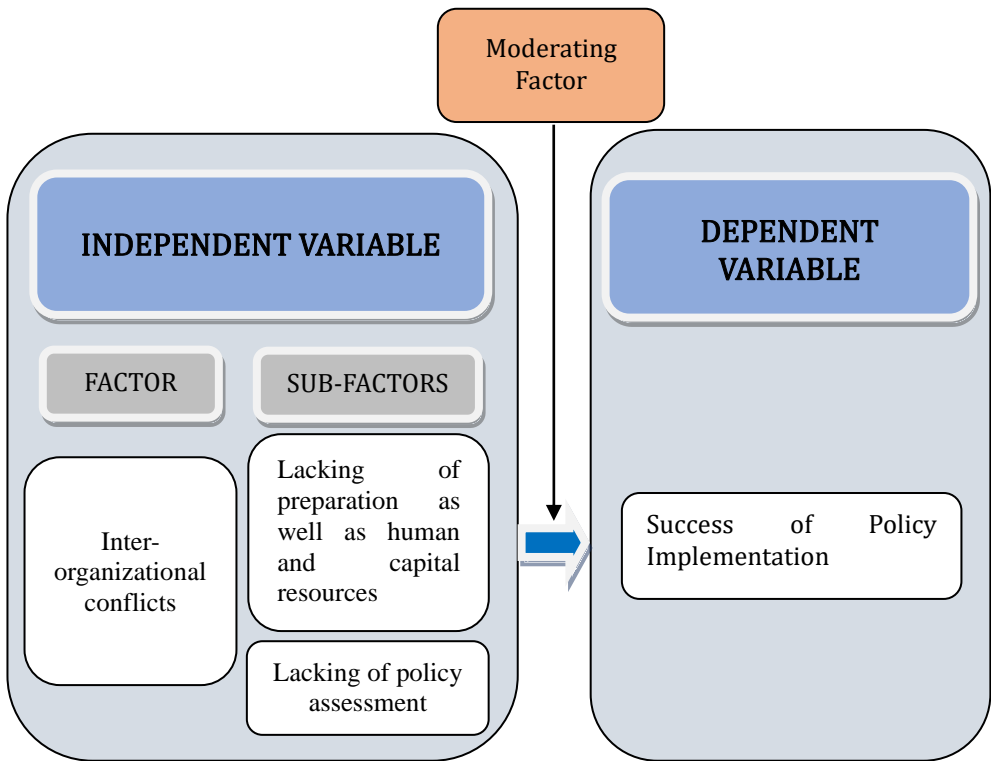 Moderating
Factor
INDEPENDENT VARIABLE
FACTOR
SUB-FACTORS
Inter-
organizational
conflicts
Lacking of
preparation as
well as human
and capital
resources
Lacking of policy
assessment
DEPENDENT
VARIABLE
Success of Policy
Implementation